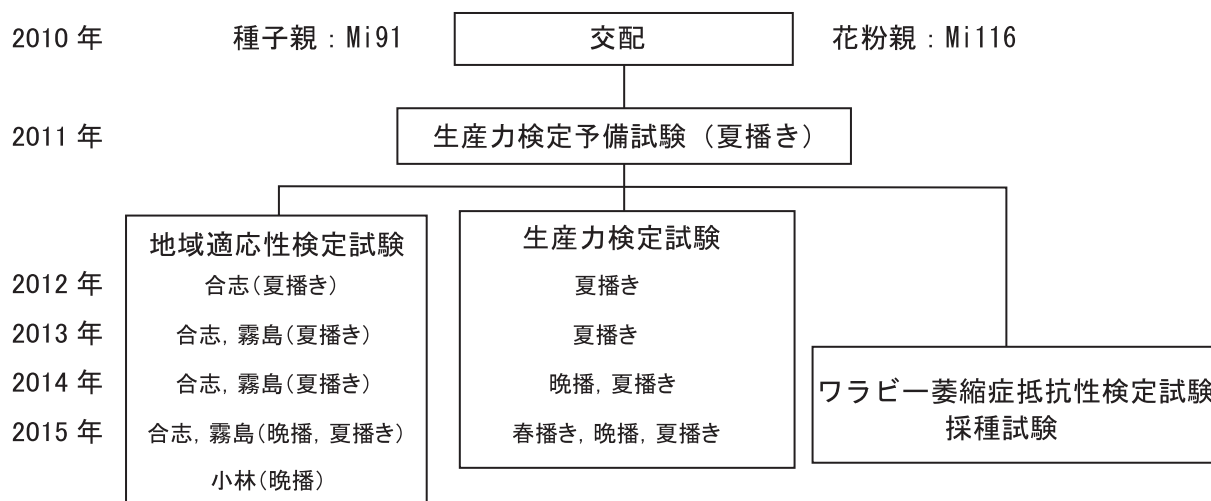 2010 年 種子親：Mi91 交配 花粉親：Mi116
2011 年 生産力検定予備試験（夏播き）
地域適応性検定試験 生産力検定試験
2012 年 合志(夏播き) 夏播き
2013 年 合志, 霧島(夏播き) 夏播き
2014 年 合志, 霧島(夏播き) 晩播, 夏播き
ワラビー萎縮症抵抗性検定試験
2015 年 合志, 霧島(晩播, 夏播き) 春播き, 晩播, 夏播き 採種試験
小林(晩播)